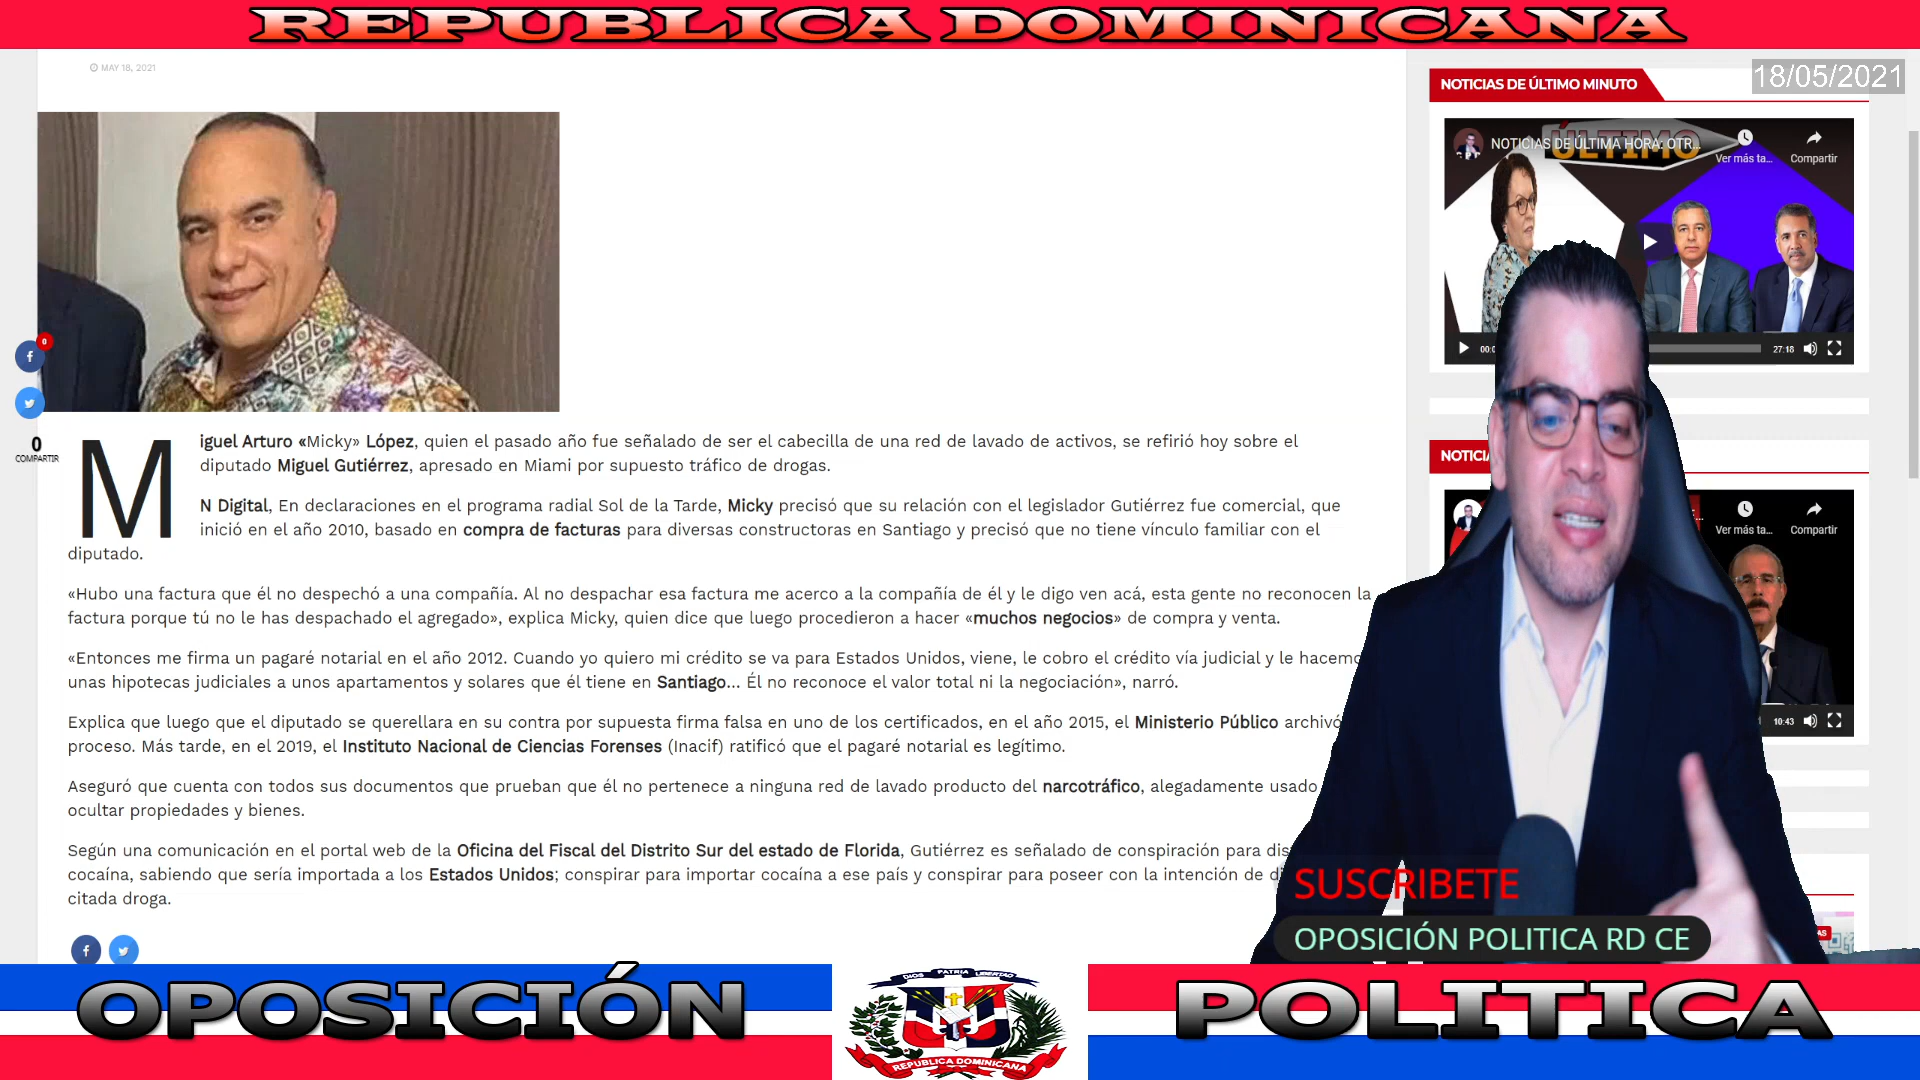 REPUBLICA DOMINICANA
MAY 18, 2021
18/05/2021
NOTICIAS DE ÚLTIMO MINUTO
ÚLTIMO
NOTICIAS DE ÚLTIMA HORA: OTR...
Ver más ta...
Compartir
27:18
0
0
COMPARTIR
Miguel Arturo «Micky» López, quien el pasado año fue señalado de ser el cabecilla de una red de lavado de activos, se refirió hoy sobre el
diputado Miguel Gutiérrez, apresado en Miami por supuesto tráfico de drogas.
N Digital, En declaraciones en el programa radial Sol de la Tarde, Micky precisó que su relación con el legislador Gutiérrez fue comercial, que
inició en el año 2010, basado en compra de facturas para diversas constructoras en Santiago y precisó que no tiene vínculo familiar con el
diputado.
«Hubo una factura que él no despechó a una compañía. Al no despachar esa factura me acerco a la compañía de él y le digo ven acá, esta gente no reconocen la
factura porque tú no le has despachado el agregado», explica Micky, quien dice que luego procedieron a hacer «muchos negocios» de compra y venta.
«Entonces me firma un pagaré notarial en el año 2012. Cuando yo quiero mi crédito se va para Estados Unidos, viene, le cobro el crédito vía judicial y le hacemo
unas hipotecas judiciales a unos apartamentos y solares que él tiene en Santiago... Él no reconoce el valor total ni la negociación», narró.
Explica que luego que el diputado se querellara en su contra por supuesta firma falsa en uno de los certificados, en el año 2015, el Ministerio Público archivó
proceso. Más tarde, en el 2019, el Instituto Nacional de Ciencias Forenses (Inacif) ratificó que el pagaré notarial es legítimo.
Aseguró que cuenta con todos sus documentos que prueban que él no pertenece a ninguna red de lavado producto del narcotráfico, alegadamente usado
ocultar propiedades y bienes.
Según una comunicación en el portal web de la Oficina del Fiscal del Distrito Sur del estado de Florida, Gutiérrez es señalado de conspiración para dis
cocaína, sabiendo que sería importada a los Estados Unidos; conspirar para importar cocaína a ese país y conspirar para poseer con la intención de d
citada droga.
NOTICIA
Ver más ta...
Compartir
10:43
SUSCRIBETE
OPOSICIÓN POLITICA RD CE
OPOSICIÓN
DIOS PATRIA LIBERTAD
REPUBLICA DOMINICANA
POLITICA